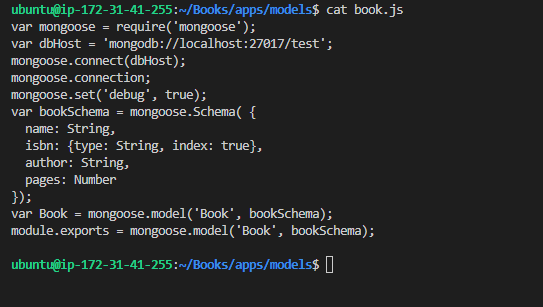 ubuntu@ip-172-31-41-255:~/Books/apps/models$ cat book.js
var mongoose = require('mongoose');
var dbHost = 'mongodb://localhost:27017/test';
mongoose.connect(dbHost);
mongoose.connection;
mongoose.set('debug', true);
var bookSchema = mongoose.Schema( {
  name: String,
  isbn: {type: String, index: true},
  author: String,
  pages: Number
});
var Book = mongoose.model('Book', bookSchema);
module.exports = mongoose.model('Book', bookSchema);
ubuntu@ip-172-31-41-255:~/Books/apps/models$